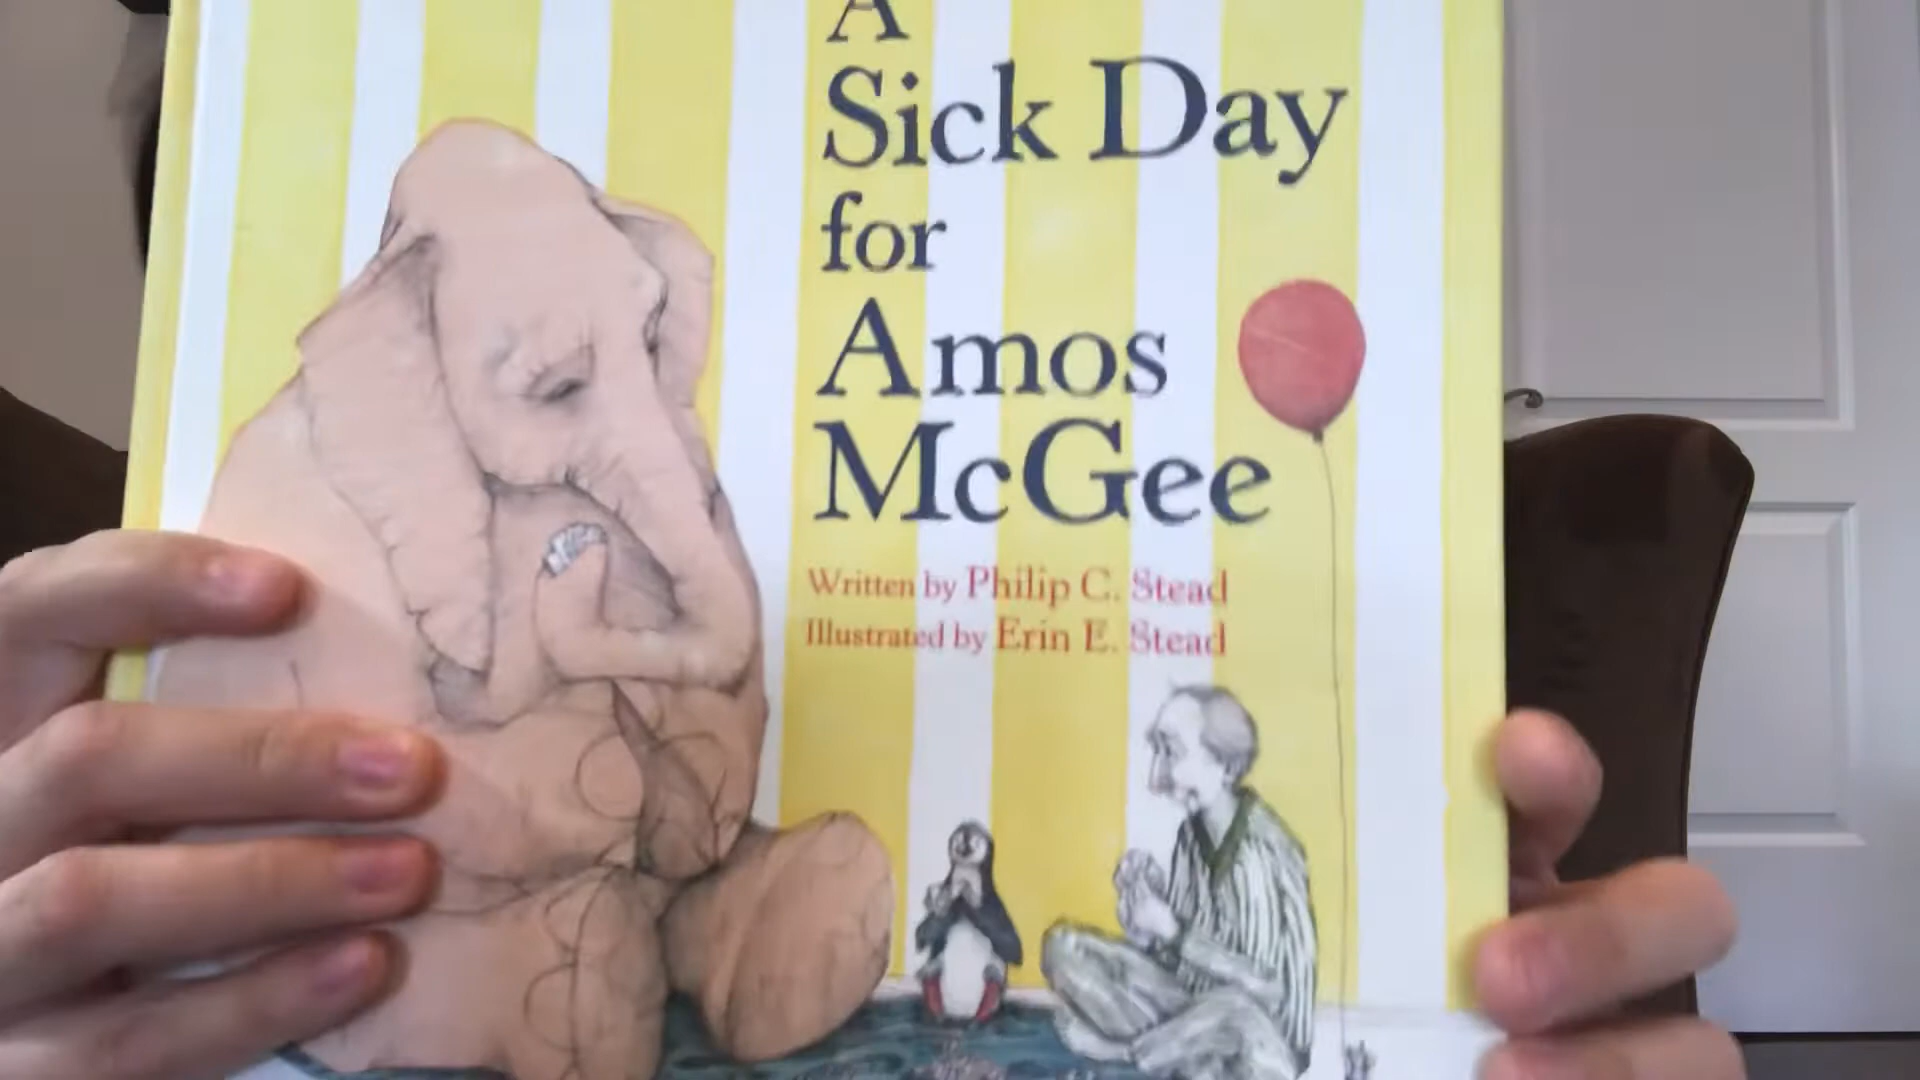 A
Sick Day
for
Amos
McGee
Written by Philip C. Stead
Illustrated by Erin E. Stead